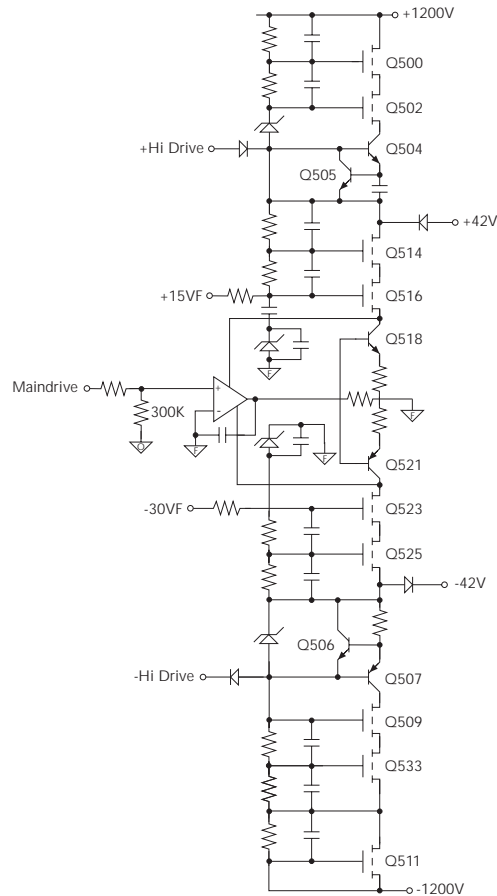 +1200V
Q500
Q502
+Hi Drive
Q504
Q505
+42V
Q514
+15VF
Q516
Q518
F
Maindrive
+
-
300K
F
O
F
F
Q521
-30VF
Q523
Q525
-42V
Q506
-Hi Drive
Q507
Q509
Q533
Q511
-1200V